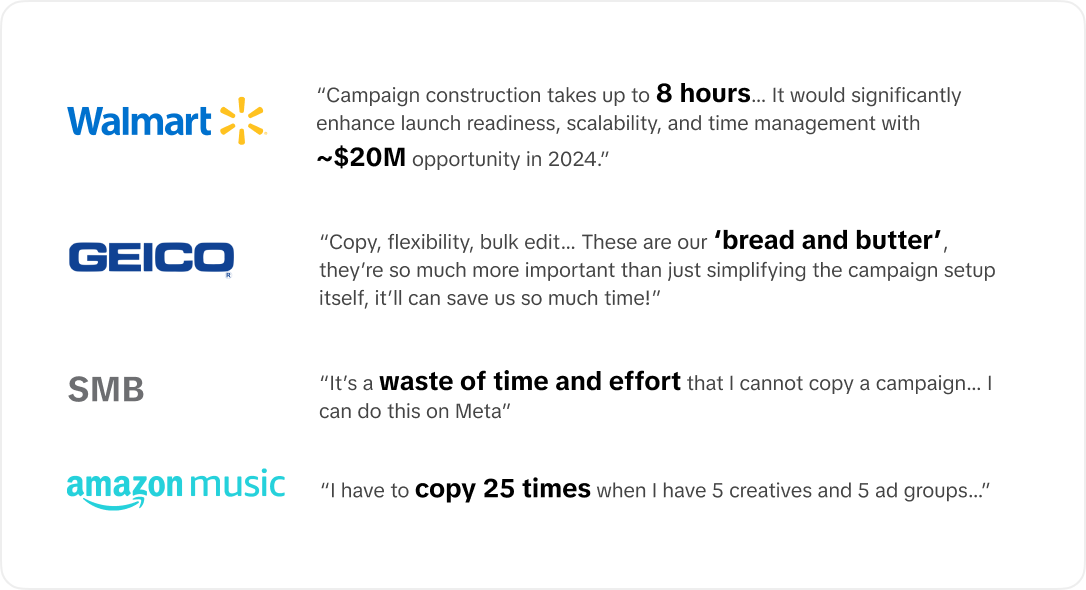 Walmart
“Campaign construction takes up to 8 hours... It would significantly
enhance launch readiness, scalability, and time management with
~$20M opportunity in 2024.”
GEICO®
“Copy, flexibility, bulk edit... These are our ‘bread and butter’,
they’re so much more important than just simplifying the campaign setup
itself, it’ll can save us so much time!”
SMB
“It’s a waste of time and effort that I cannot copy a campaign... I
can do this on Meta”
amazon music
“I have to copy 25 times when I have 5 creatives and 5 ad groups...”